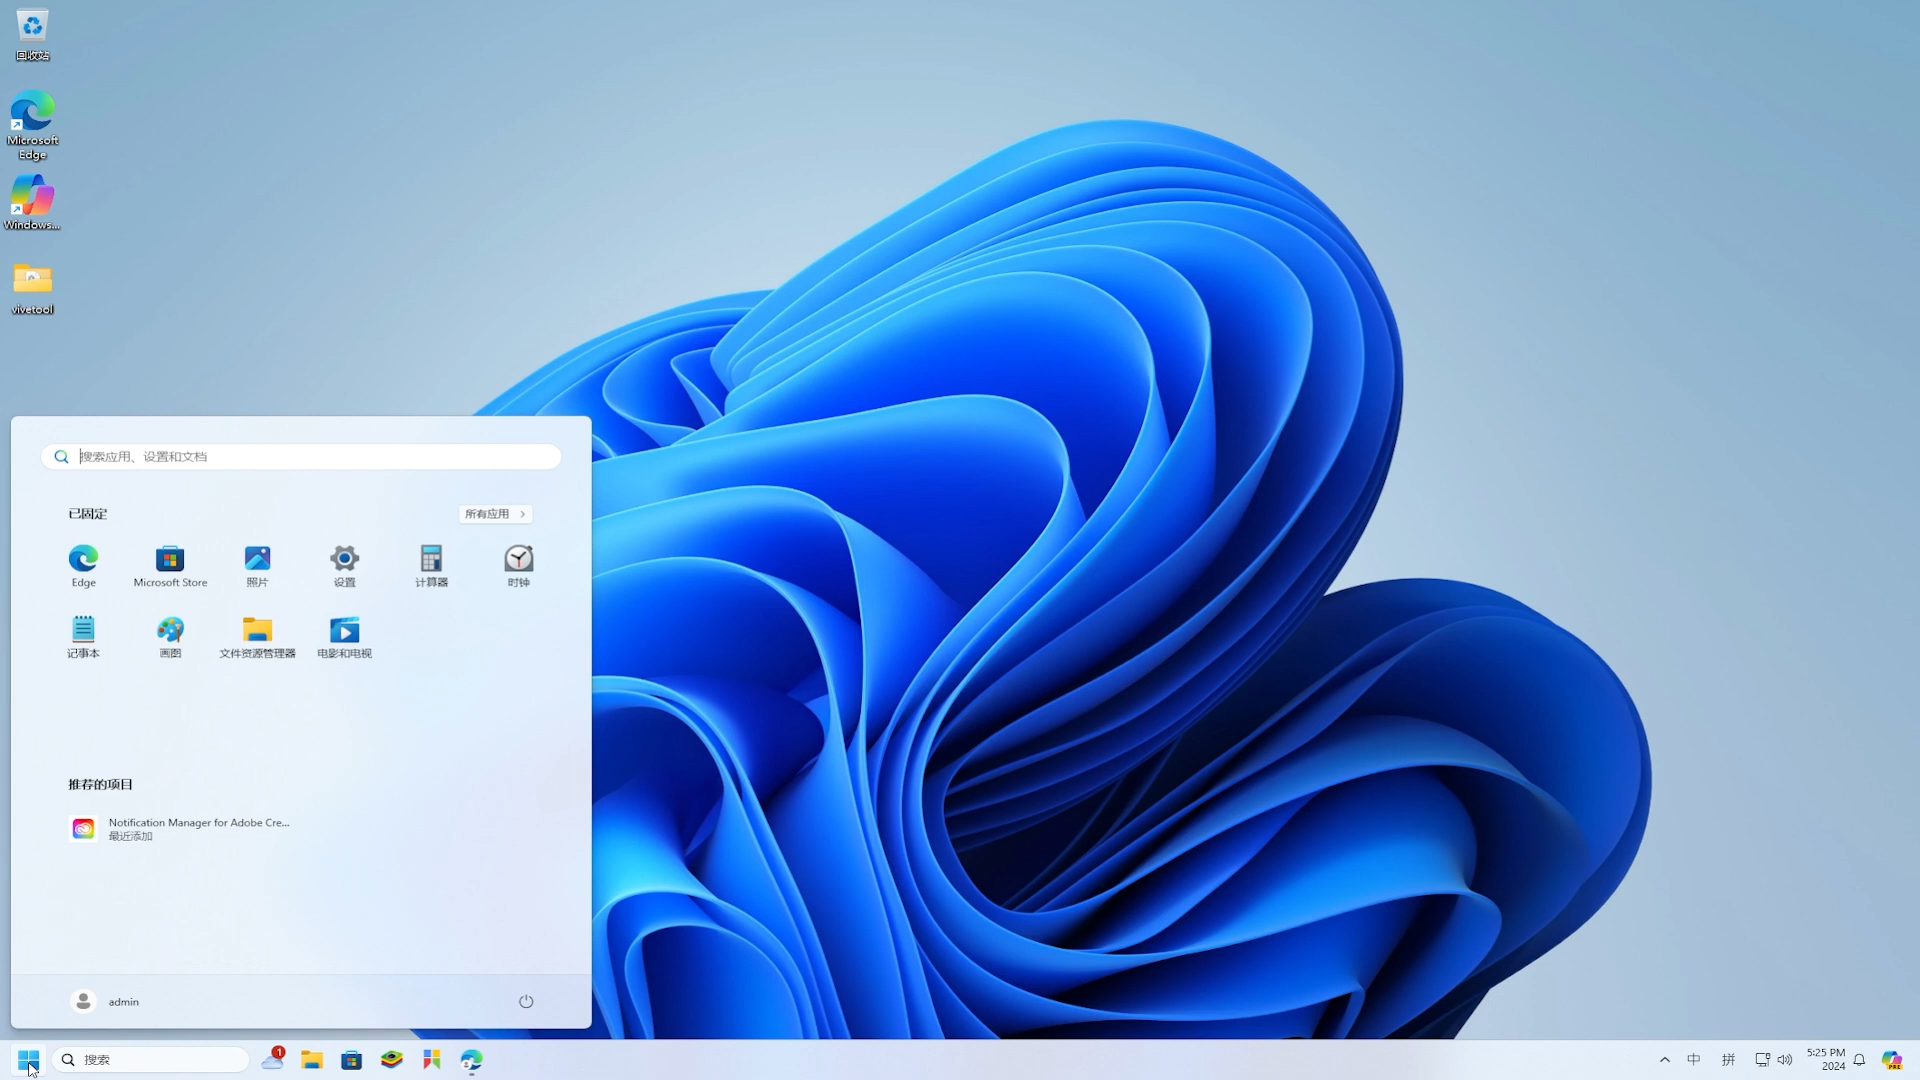 回收站
Microsoft
Edge
Windows...
vivetool
搜索应用、设置和文档
已固定
所有应用
Edge
Microsoft Store
照片
设置
计算器
时钟
记事本
画图
文件资源管理器
电影和电视
推荐的项目
Notification Manager for Adobe Cre...
最近添加
admin
搜索
1
中
拼
5:25 PM
2024
PRE